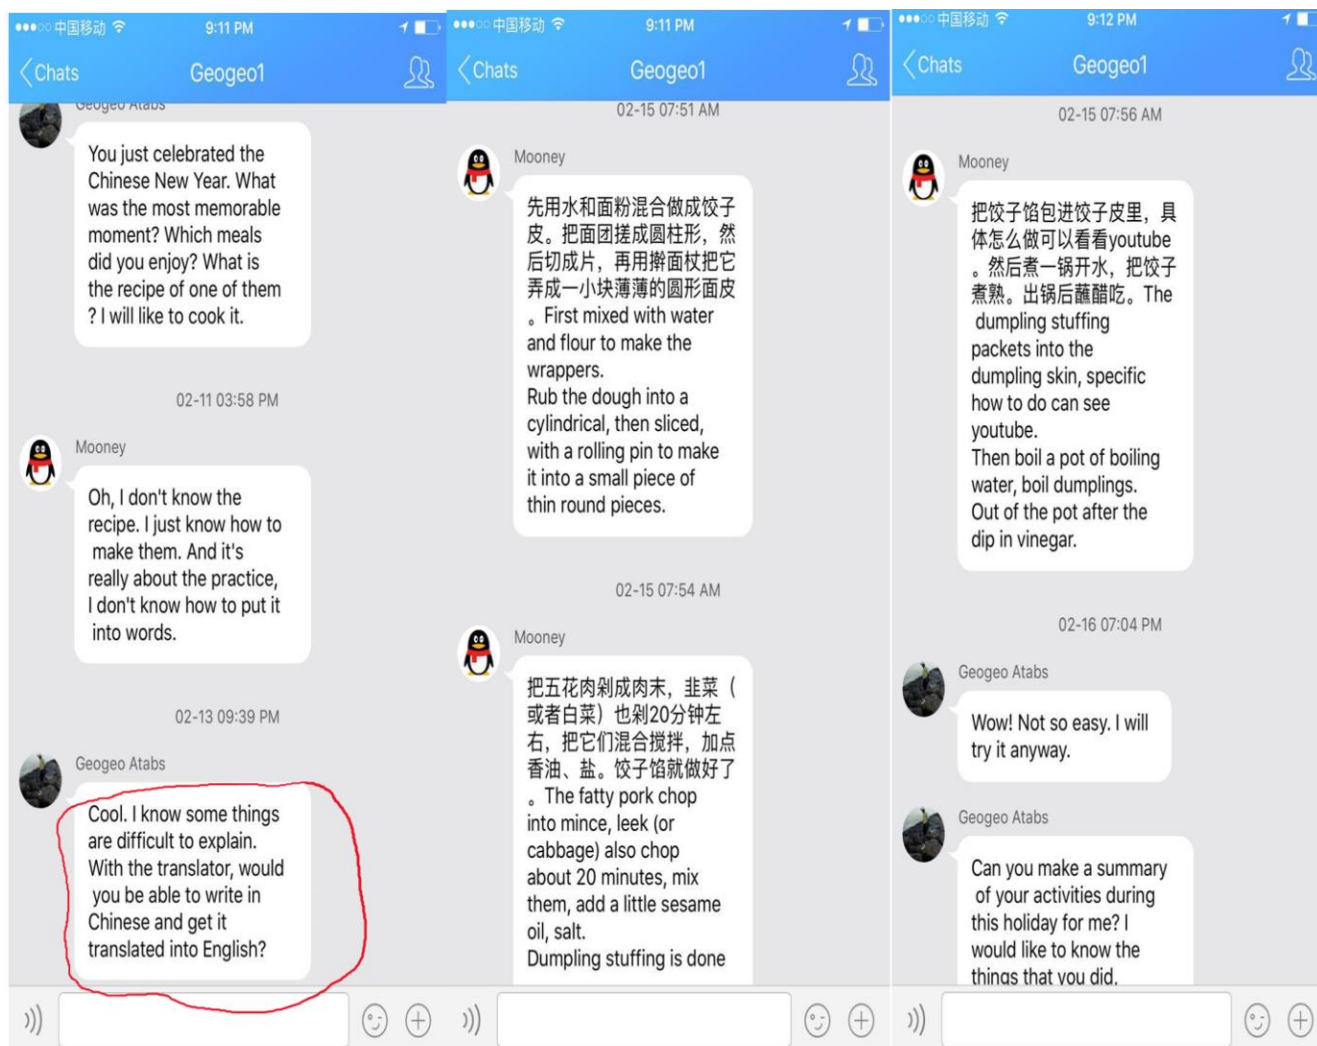 中国移动
9:11 PM
Chats
Geogeo1
Geogeo Atabs
You just celebrated the
Chinese New Year. What
was the most memorable
moment? Which meals
did you enjoy? What is
the recipe of one of them
? I will like to cook it.
02-11 03:58 PM
Mooney
Oh, I don't know the
recipe. I just know how to
make them. And it's
really about the practice,
I don't know how to put it
into words.
02-13 09:39 PM
Geogeo Atabs
Cool. I know some things
are difficult to explain.
With the translator, would
you be able to write in
Chinese and get it
translated into English?
中国移动
9:11 PM
Chats
Geogeo1
02-15 07:51 AM
Mooney
先用水和面粉混合做成饺子
皮。把面团搓成圆柱形，然
后切成片，再用擀面杖把它
弄成一小块薄薄的圆形面皮
。First mixed with water
and flour to make the
wrappers.
Rub the dough into a
cylindrical, then sliced,
with a rolling pin to make
it into a small piece of
thin round pieces.
02-15 07:54 AM
Mooney
把五花肉剁成肉末，韭菜（
或者白菜）也剁20分钟左
右，把它们混合搅拌，加点
香油、盐。饺子馅就做好了
。The fatty pork chop
into mince, leek (or
cabbage) also chop
about 20 minutes, mix
them, add a little sesame
oil, salt.
Dumpling stuffing is done
中国移动
9:12 PM
Chats
Geogeo1
02-15 07:56 AM
Mooney
把饺子馅包进饺子皮里，具
体怎么做可以看看youtube
。然后煮一锅开水，把饺子
煮熟。出锅后蘸醋吃。The
dumpling stuffing
packets into the
dumpling skin, specific
how to do can see
youtube.
Then boil a pot of boiling
water, boil dumplings.
Out of the pot after the
dip in vinegar.
02-16 07:04 PM
Geogeo Atabs
Wow! Not so easy. I will
try it anyway.
Geogeo Atabs
Can you make a summary
of your activities during
this holiday for me? I
would like to know the
things that you did,